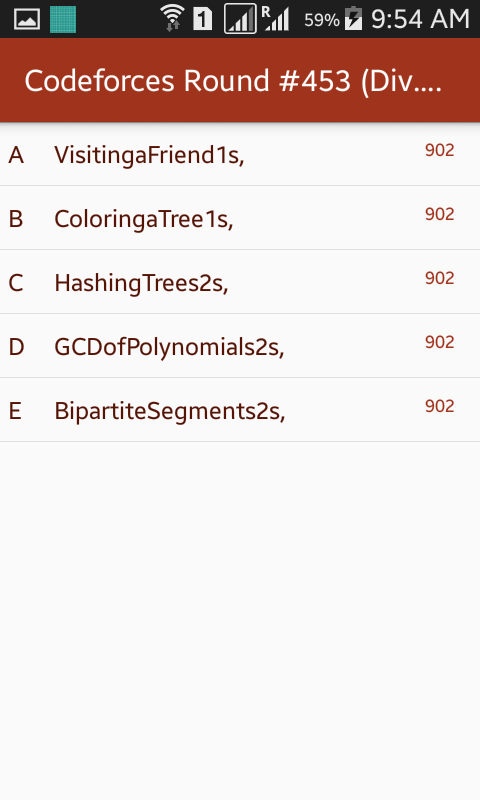 1 R 59% 9:54 AM
Codeforces Round #453 (Div....
A VisitingaFriend1s, 902
B ColoringaTree1s, 902
C HashingTrees2s, 902
D GCDofPolynomials2s, 902
E BipartiteSegments2s, 902